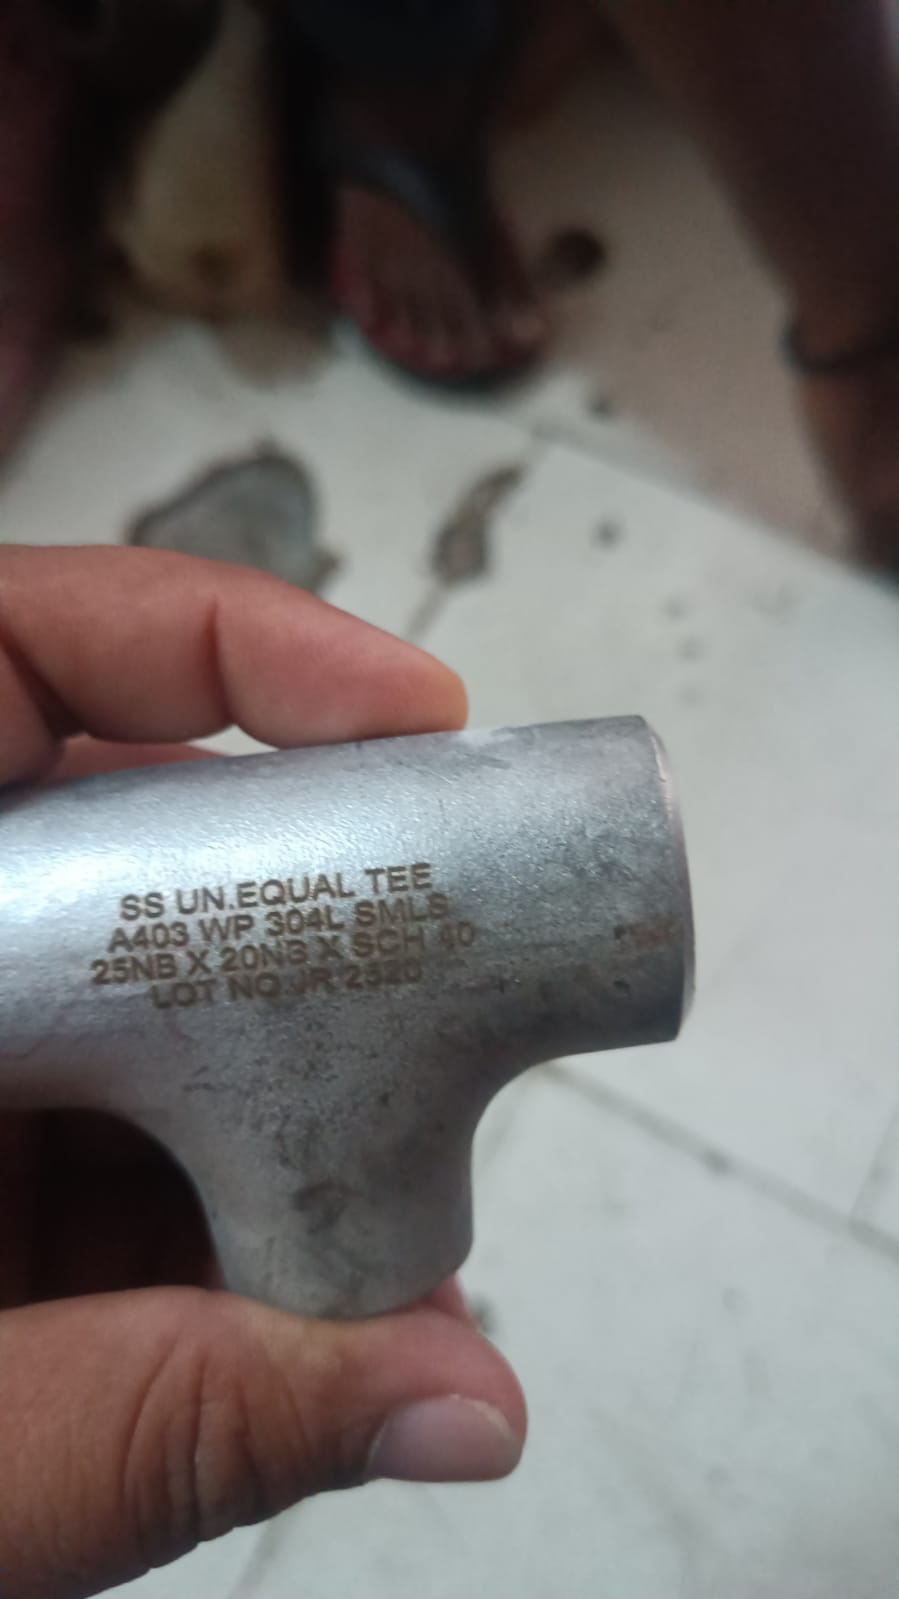 SS UN.EQUAL TEE
A403 WP 304L SMLS
25NB X 20NB X SCH 40
LOT NO.JR 2320